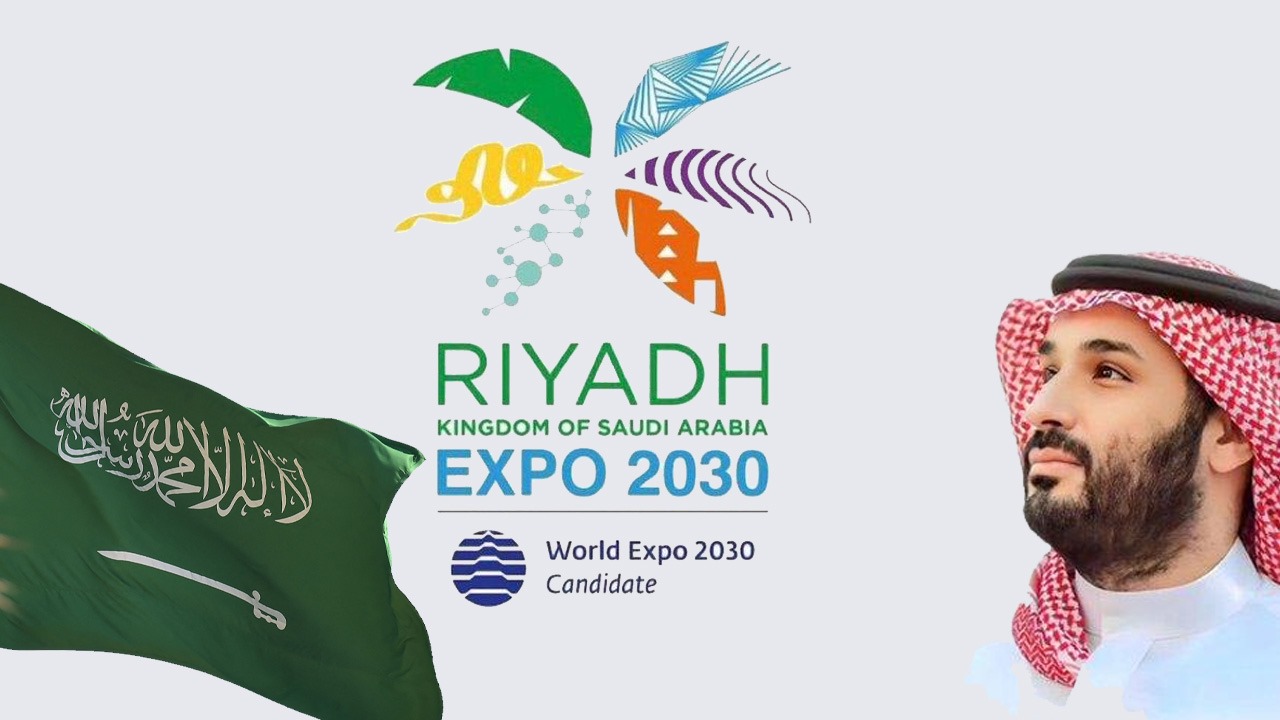 RIYADH
KINGDOM OF SAUDI ARABIA
EXPO 2030
World Expo 2030
Candidate
لا إله إلا الله محمد رسول الله